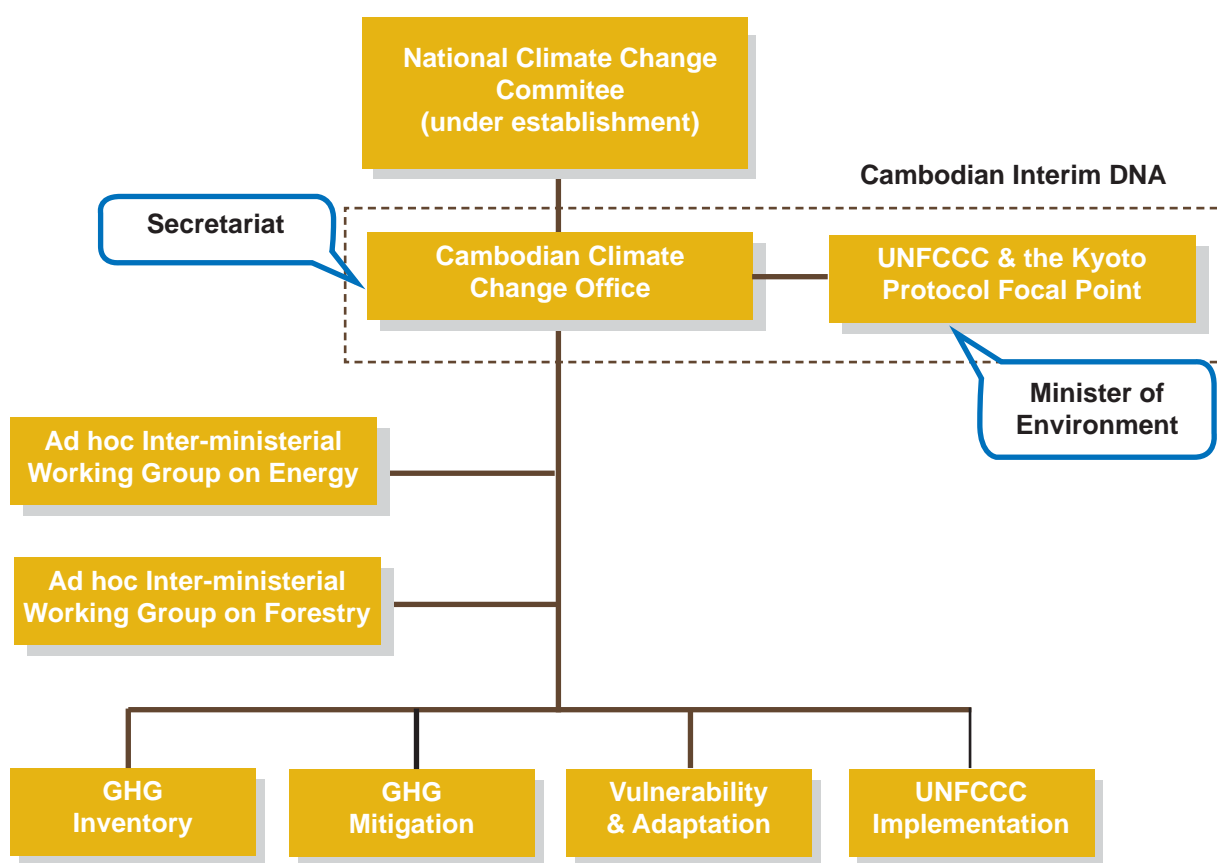 National Climate Change
Commitee
(under establishment)
Cambodian Interim DNA
Secretariat
Cambodian Climate
Change Office
UNFCCC & the Kyoto
Protocol Focal Point
Minister of
Environment
Ad hoc Inter-ministerial
Working Group on Energy
Ad hoc Inter-ministerial
Working Group on Forestry
GHG
Inventory
GHG
Mitigation
Vulnerability
& Adaptation
UNFCCC
Implementation